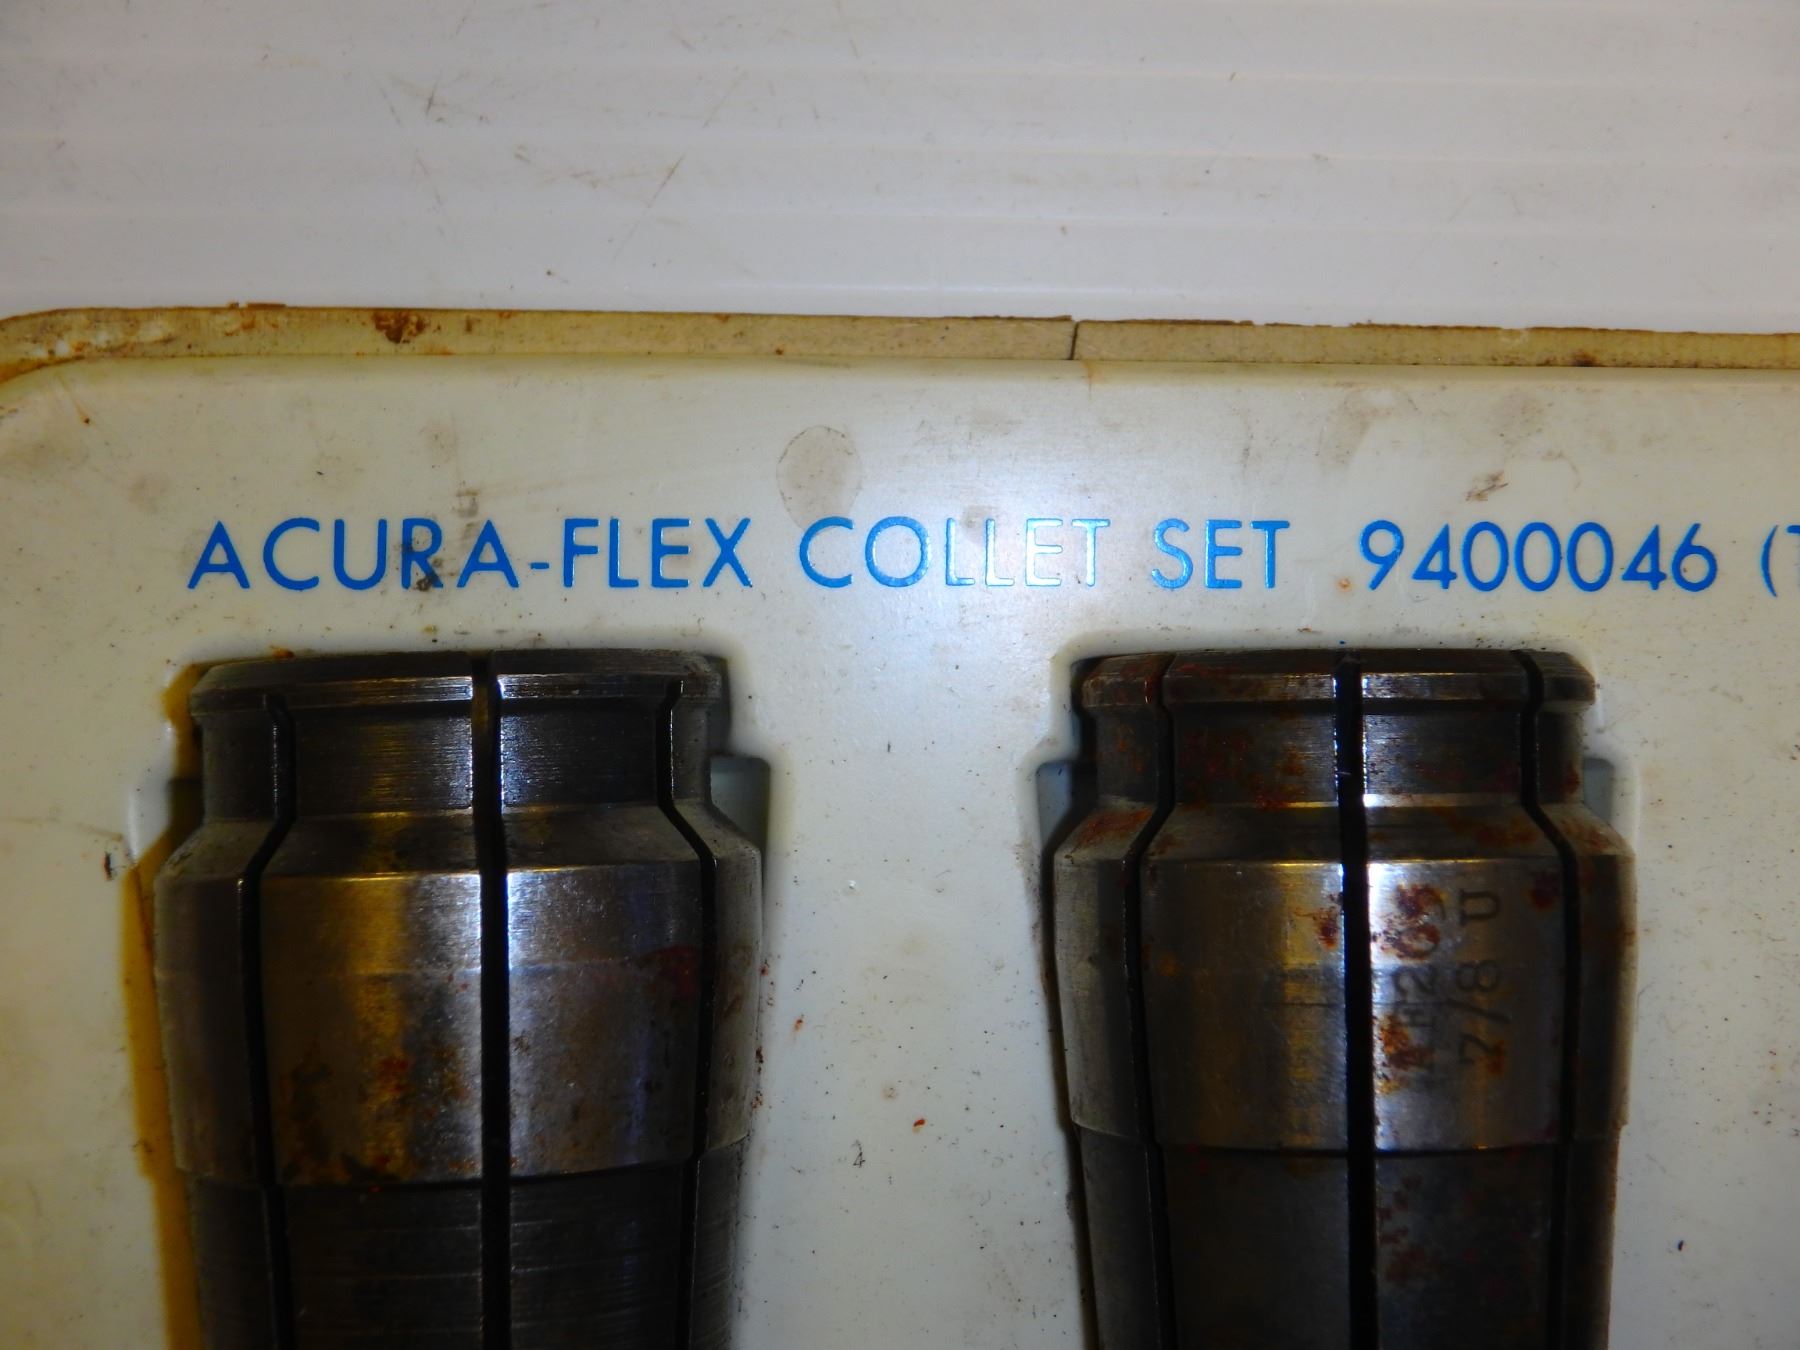 ACURA-FLEX COLLET SET 9400046 (T
7/8 U